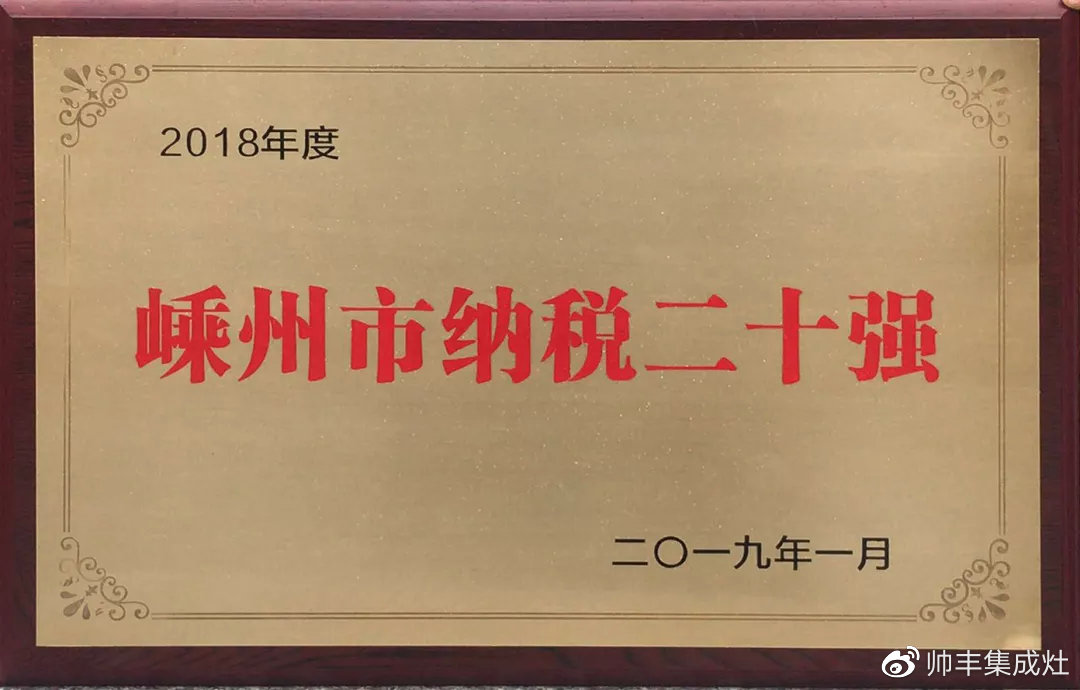 2018年度
嵊州市纳税二十强
二〇一九年一月
帅丰集成灶